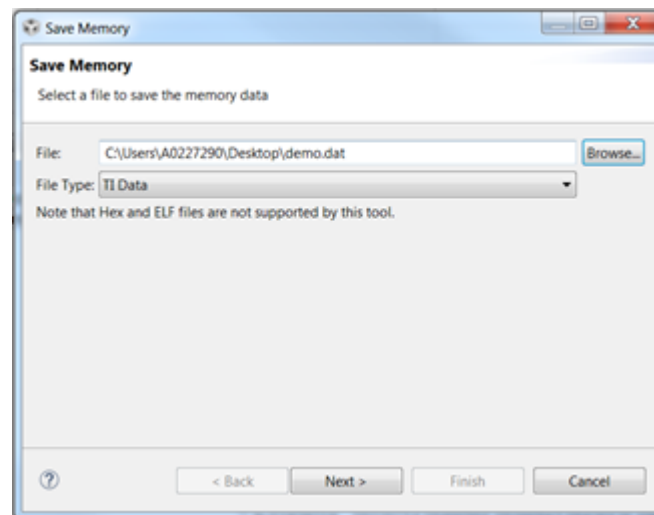 Save Memory
Save Memory
Select a file to save the memory data
File: C:\Users\A0227290\Desktop\demo.dat Browse...
File Type: TI Data
Note that Hex and ELF files are not supported by this tool.
? < Back Next > Finish Cancel